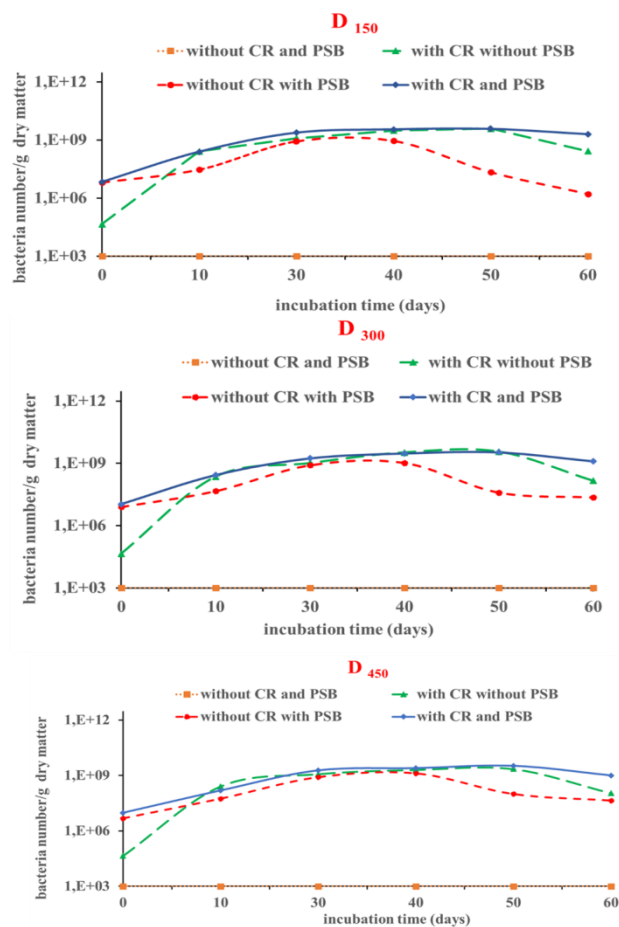 D 150
without CR and PSB with CR without PSB
without CR with PSB with CR and PSB
bacteria number/g dry matter
1,E+12
1,E+09
1,E+06
1,E+03
0 10 30 40 50 60
incubation time (days)
D 300
without CR and PSB with CR without PSB
without CR with PSB with CR and PSB
bacteria number/g dry matter
1,E+12
1,E+09
1,E+06
1,E+03
0 10 30 40 50 60
incubation time (days)
D 450
without CR and PSB with CR without PSB
without CR with PSB with CR and PSB
bacteria number/g dry matter
1,E+12
1,E+09
1,E+06
1,E+03
0 10 30 40 50 60
incubation time (days)